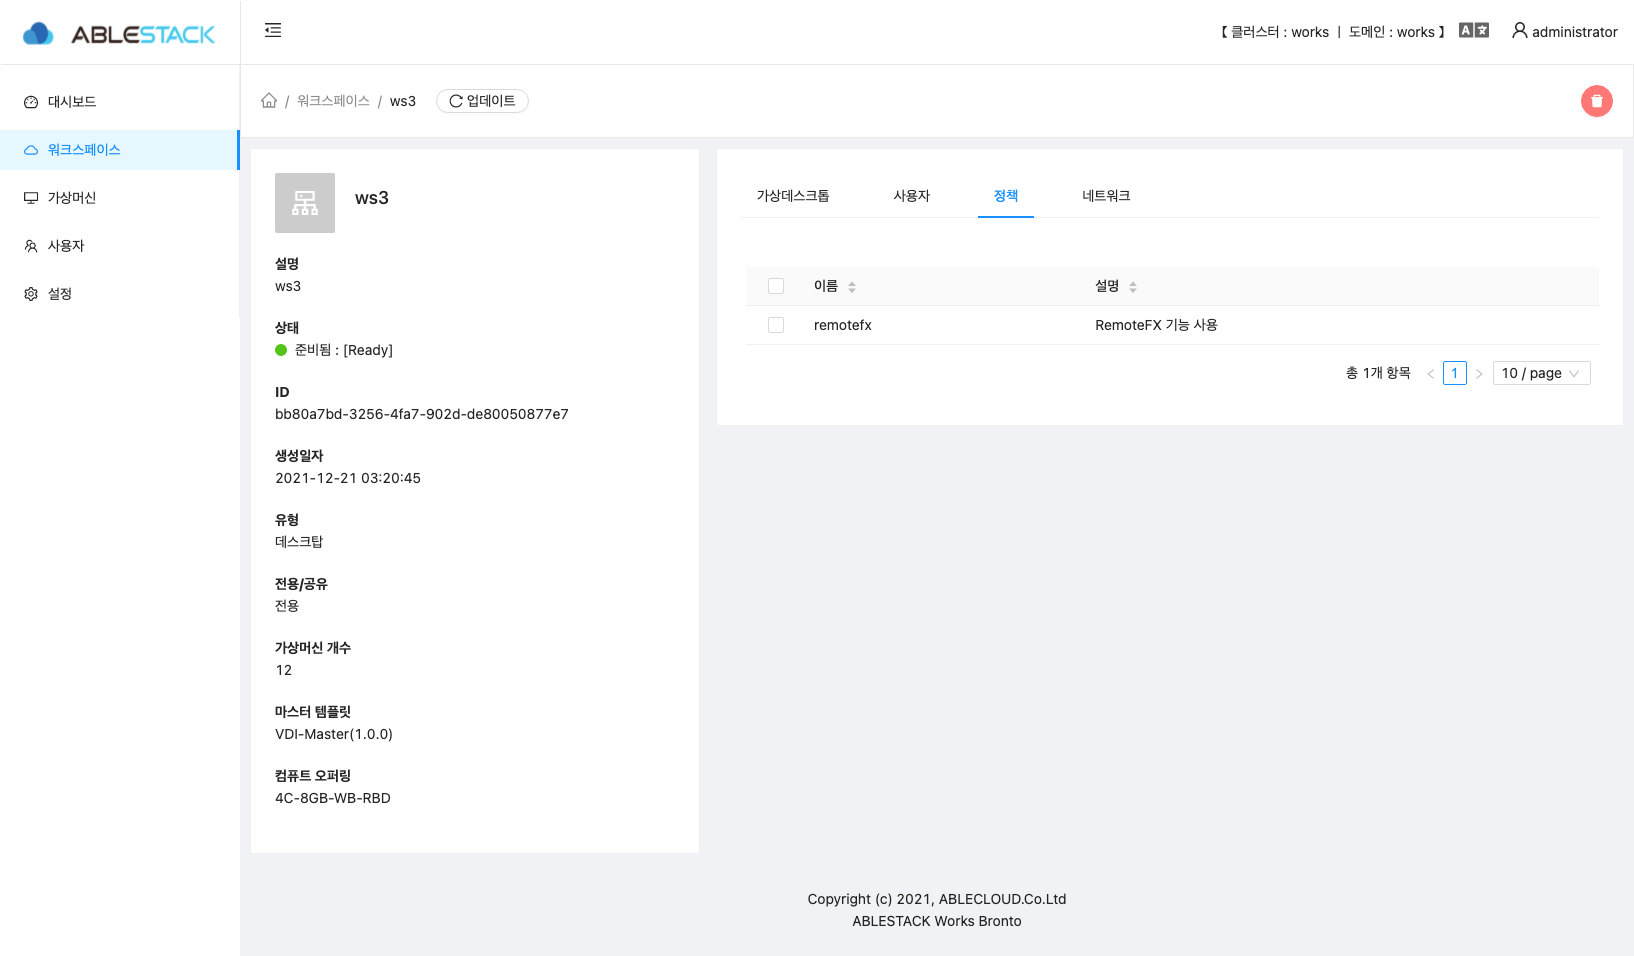 ABLESTACK
【 클러스터 : works ㅣ 도메인 : works 】
A
administrator
대시보드
워크스페이스
가상머신
사용자
설정
/ 워크스페이스 / ws3
업데이트
ws3
설명
ws3
상태
준비됨 : [Ready]
ID
bb80a7bd-3256-4fa7-902d-de80050877e7
생성일자
2021-12-21 03:20:45
유형
데스크탑
전용/공유
전용
가상머신 개수
12
마스터 템플릿
VDI-Master(1.0.0)
컴퓨트 오퍼링
4C-8GB-WB-RBD
가상데스크톱 사용자 정책 네트워크
이름 설명
remotefx RemoteFX 기능 사용
총 1개 항목 < 1 > 10 / page
Copyright (c) 2021, ABLECLOUD.Co.Ltd
ABLESTACK Works Bronto